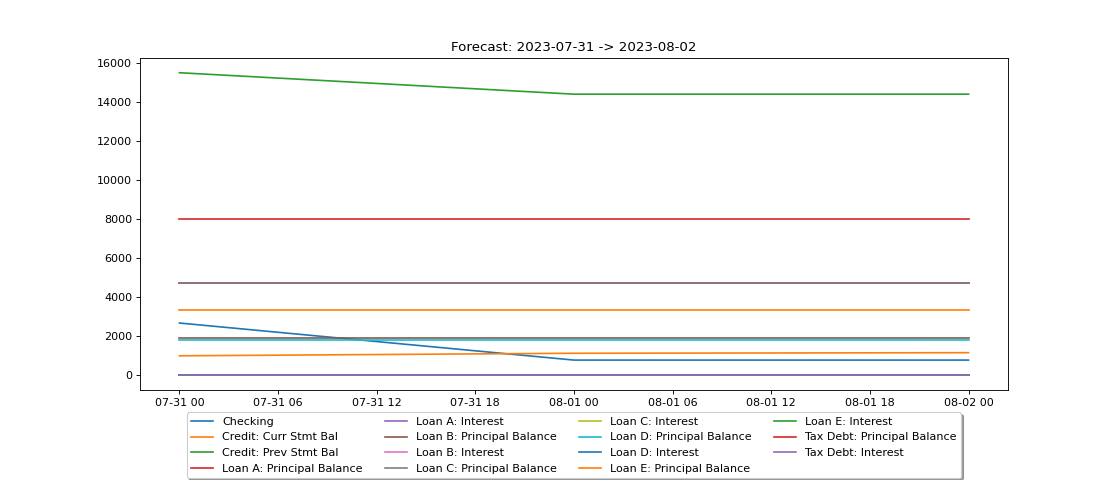 Forecast: 2023-07-31 -> 2023-08-02
16000
14000
12000
10000
8000
6000
4000
2000
0
07-31 00 07-31 06 07-31 12 07-31 18 08-01 00 08-01 06 08-01 12 08-01 18 08-02 00
Checking
Credit: Curr Stmt Bal
Credit: Prev Stmt Bal
Loan A: Principal Balance
Loan A: Interest
Loan B: Principal Balance
Loan B: Interest
Loan C: Principal Balance
Loan C: Interest
Loan D: Principal Balance
Loan D: Interest
Loan E: Principal Balance
Loan E: Interest
Tax Debt: Principal Balance
Tax Debt: Interest